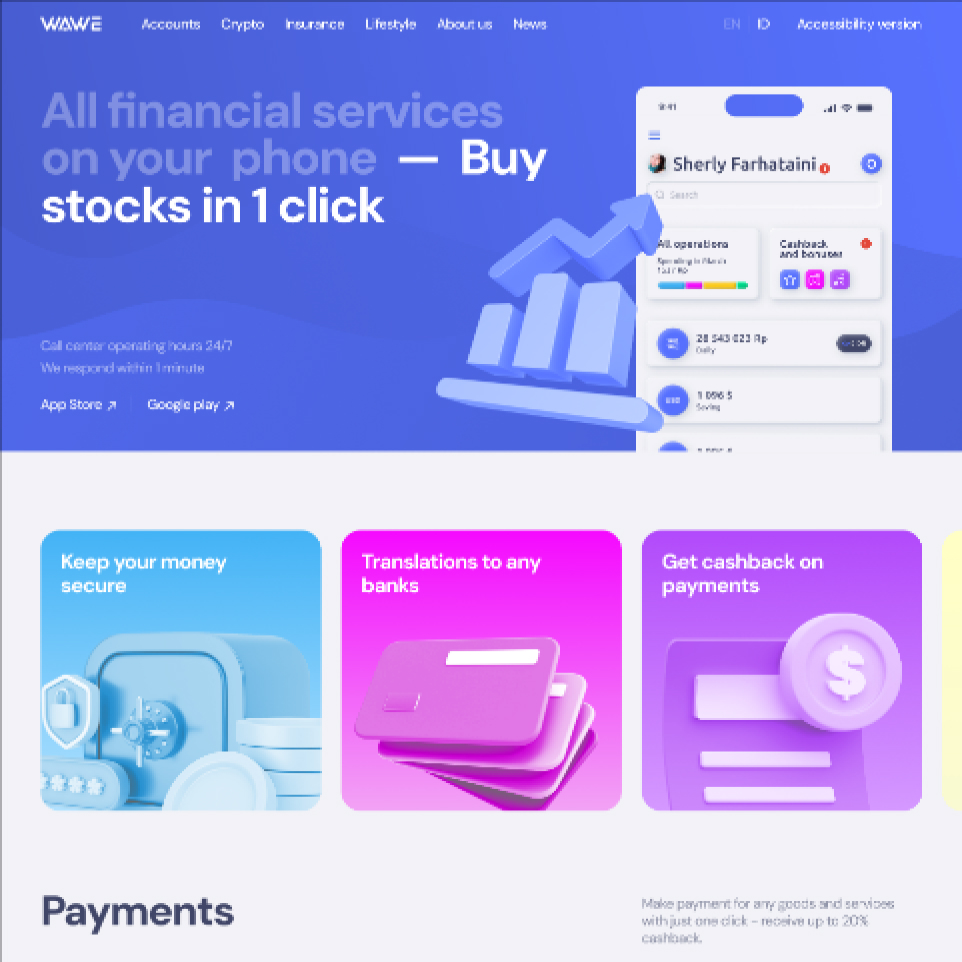 WAWE
Accounts Crypto Insurance Lifestyle About us News
EN ID Accessibility version
All financial services
on your phone — Buy
stocks in 1 click
Call center operating hours 24/7
We respond within 1 minute
App Store ↗ Google play ↗
9:41
Sherly Farhataini
Search
All operations
Spending in March
Cashback
and bonuses
28 543 023 Rp
Daily
1 096 $
Saving
Keep your money
secure
Translations to any
banks
Get cashback on
payments
$
Payments
Make payment for any goods and services
with just one click - receive up to 20%
cashback.